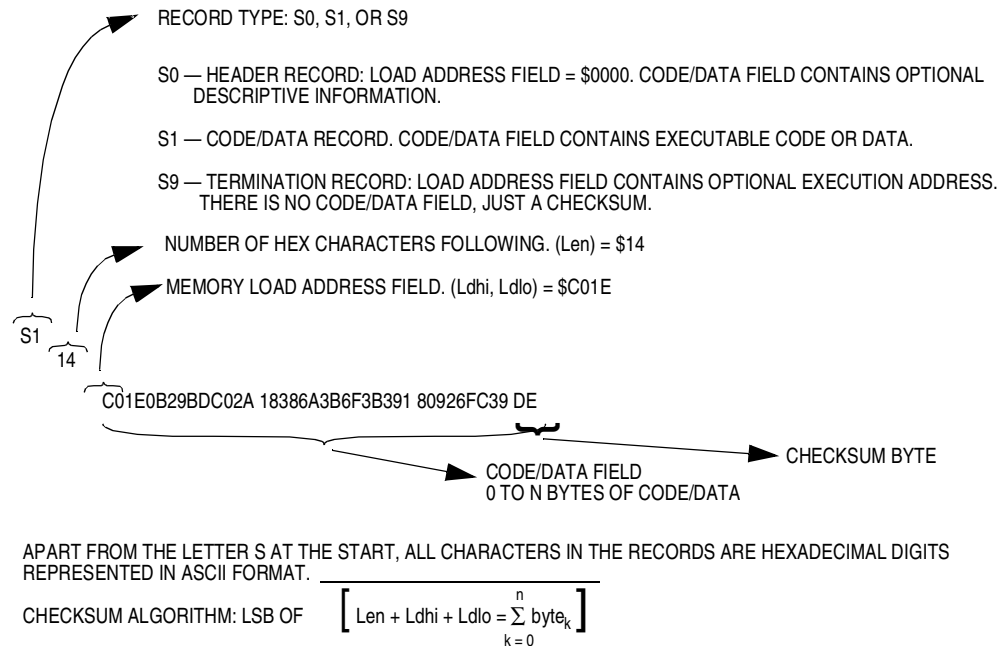 RECORD TYPE: S0, S1, OR S9
S0 — HEADER RECORD: LOAD ADDRESS FIELD = $0000. CODE/DATA FIELD CONTAINS OPTIONAL
DESCRIPTIVE INFORMATION.
S1 — CODE/DATA RECORD. CODE/DATA FIELD CONTAINS EXECUTABLE CODE OR DATA.
S9 — TERMINATION RECORD: LOAD ADDRESS FIELD CONTAINS OPTIONAL EXECUTION ADDRESS.
THERE IS NO CODE/DATA FIELD, JUST A CHECKSUM.
NUMBER OF HEX CHARACTERS FOLLOWING. (Len) = $14
MEMORY LOAD ADDRESS FIELD. (Ldhi, Ldlo) = $C01E
S1
14
C01E0B29BDC02A 18386A3B6F3B391 80926FC39 DE
CHECKSUM BYTE
CODE/DATA FIELD
0 TO N BYTES OF CODE/DATA
APART FROM THE LETTER S AT THE START, ALL CHARACTERS IN THE RECORDS ARE HEXADECIMAL DIGITS
REPRESENTED IN ASCII FORMAT.
n
CHECKSUM ALGORITHM: LSB OF [ Len + Ldhi + Ldlo = Σ byteₖ ]
k = 0